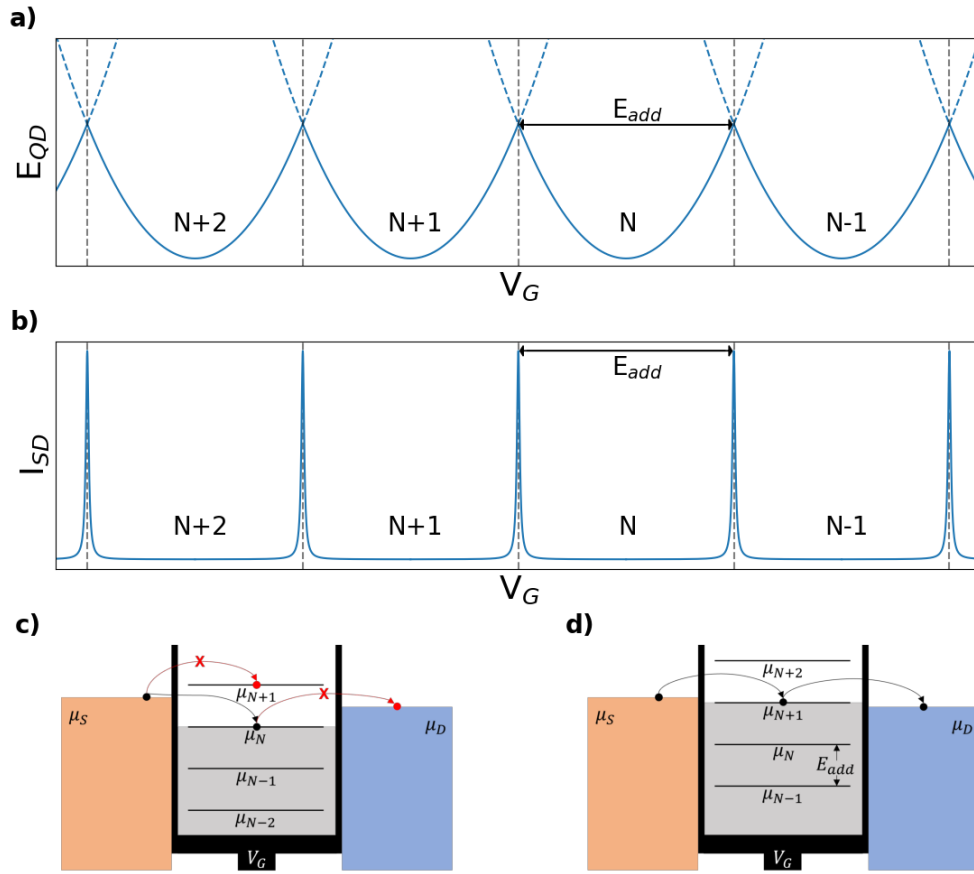 a)
E_QD
E_add
N+2 N+1 N N-1
V_G
b)
I_SD
E_add
N+2 N+1 N N-1
V_G
c)
X
μ_N+1
X
μ_S
μ_D
μ_N
μ_N−1
μ_N−2
V_G
d)
μ_N+2
μ_S
μ_N+1
μ_D
μ_N
E_add
μ_N−1
V_G